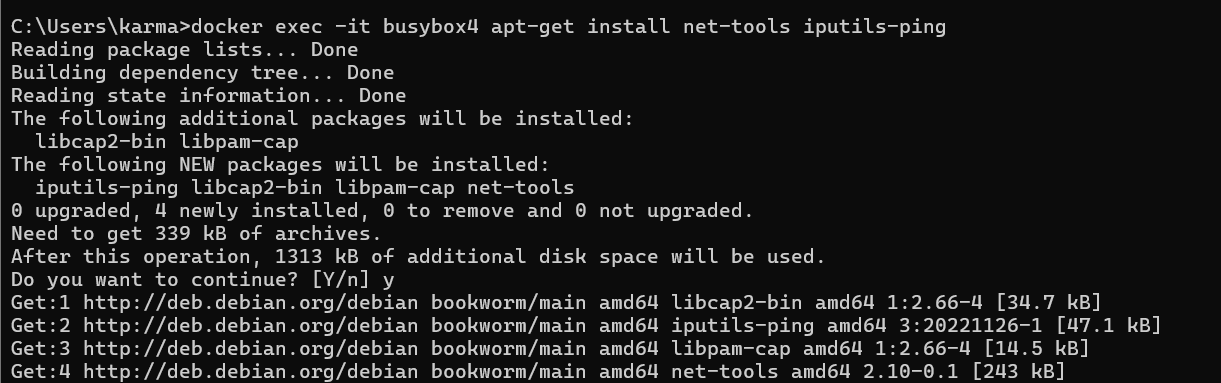 C:\Users\karma>docker exec -it busybox4 apt-get install net-tools iputils-ping
Reading package lists... Done
Building dependency tree... Done
Reading state information... Done
The following additional packages will be installed:
  libcap2-bin libpam-cap
The following NEW packages will be installed:
  iputils-ping libcap2-bin libpam-cap net-tools
0 upgraded, 4 newly installed, 0 to remove and 0 not upgraded.
Need to get 339 kB of archives.
After this operation, 1313 kB of additional disk space will be used.
Do you want to continue? [Y/n] y
Get:1 http://deb.debian.org/debian bookworm/main amd64 libcap2-bin amd64 1:2.66-4 [34.7 kB]
Get:2 http://deb.debian.org/debian bookworm/main amd64 iputils-ping amd64 3:20221126-1 [47.1 kB]
Get:3 http://deb.debian.org/debian bookworm/main amd64 libpam-cap amd64 1:2.66-4 [14.5 kB]
Get:4 http://deb.debian.org/debian bookworm/main amd64 net-tools amd64 2.10-0.1 [243 kB]